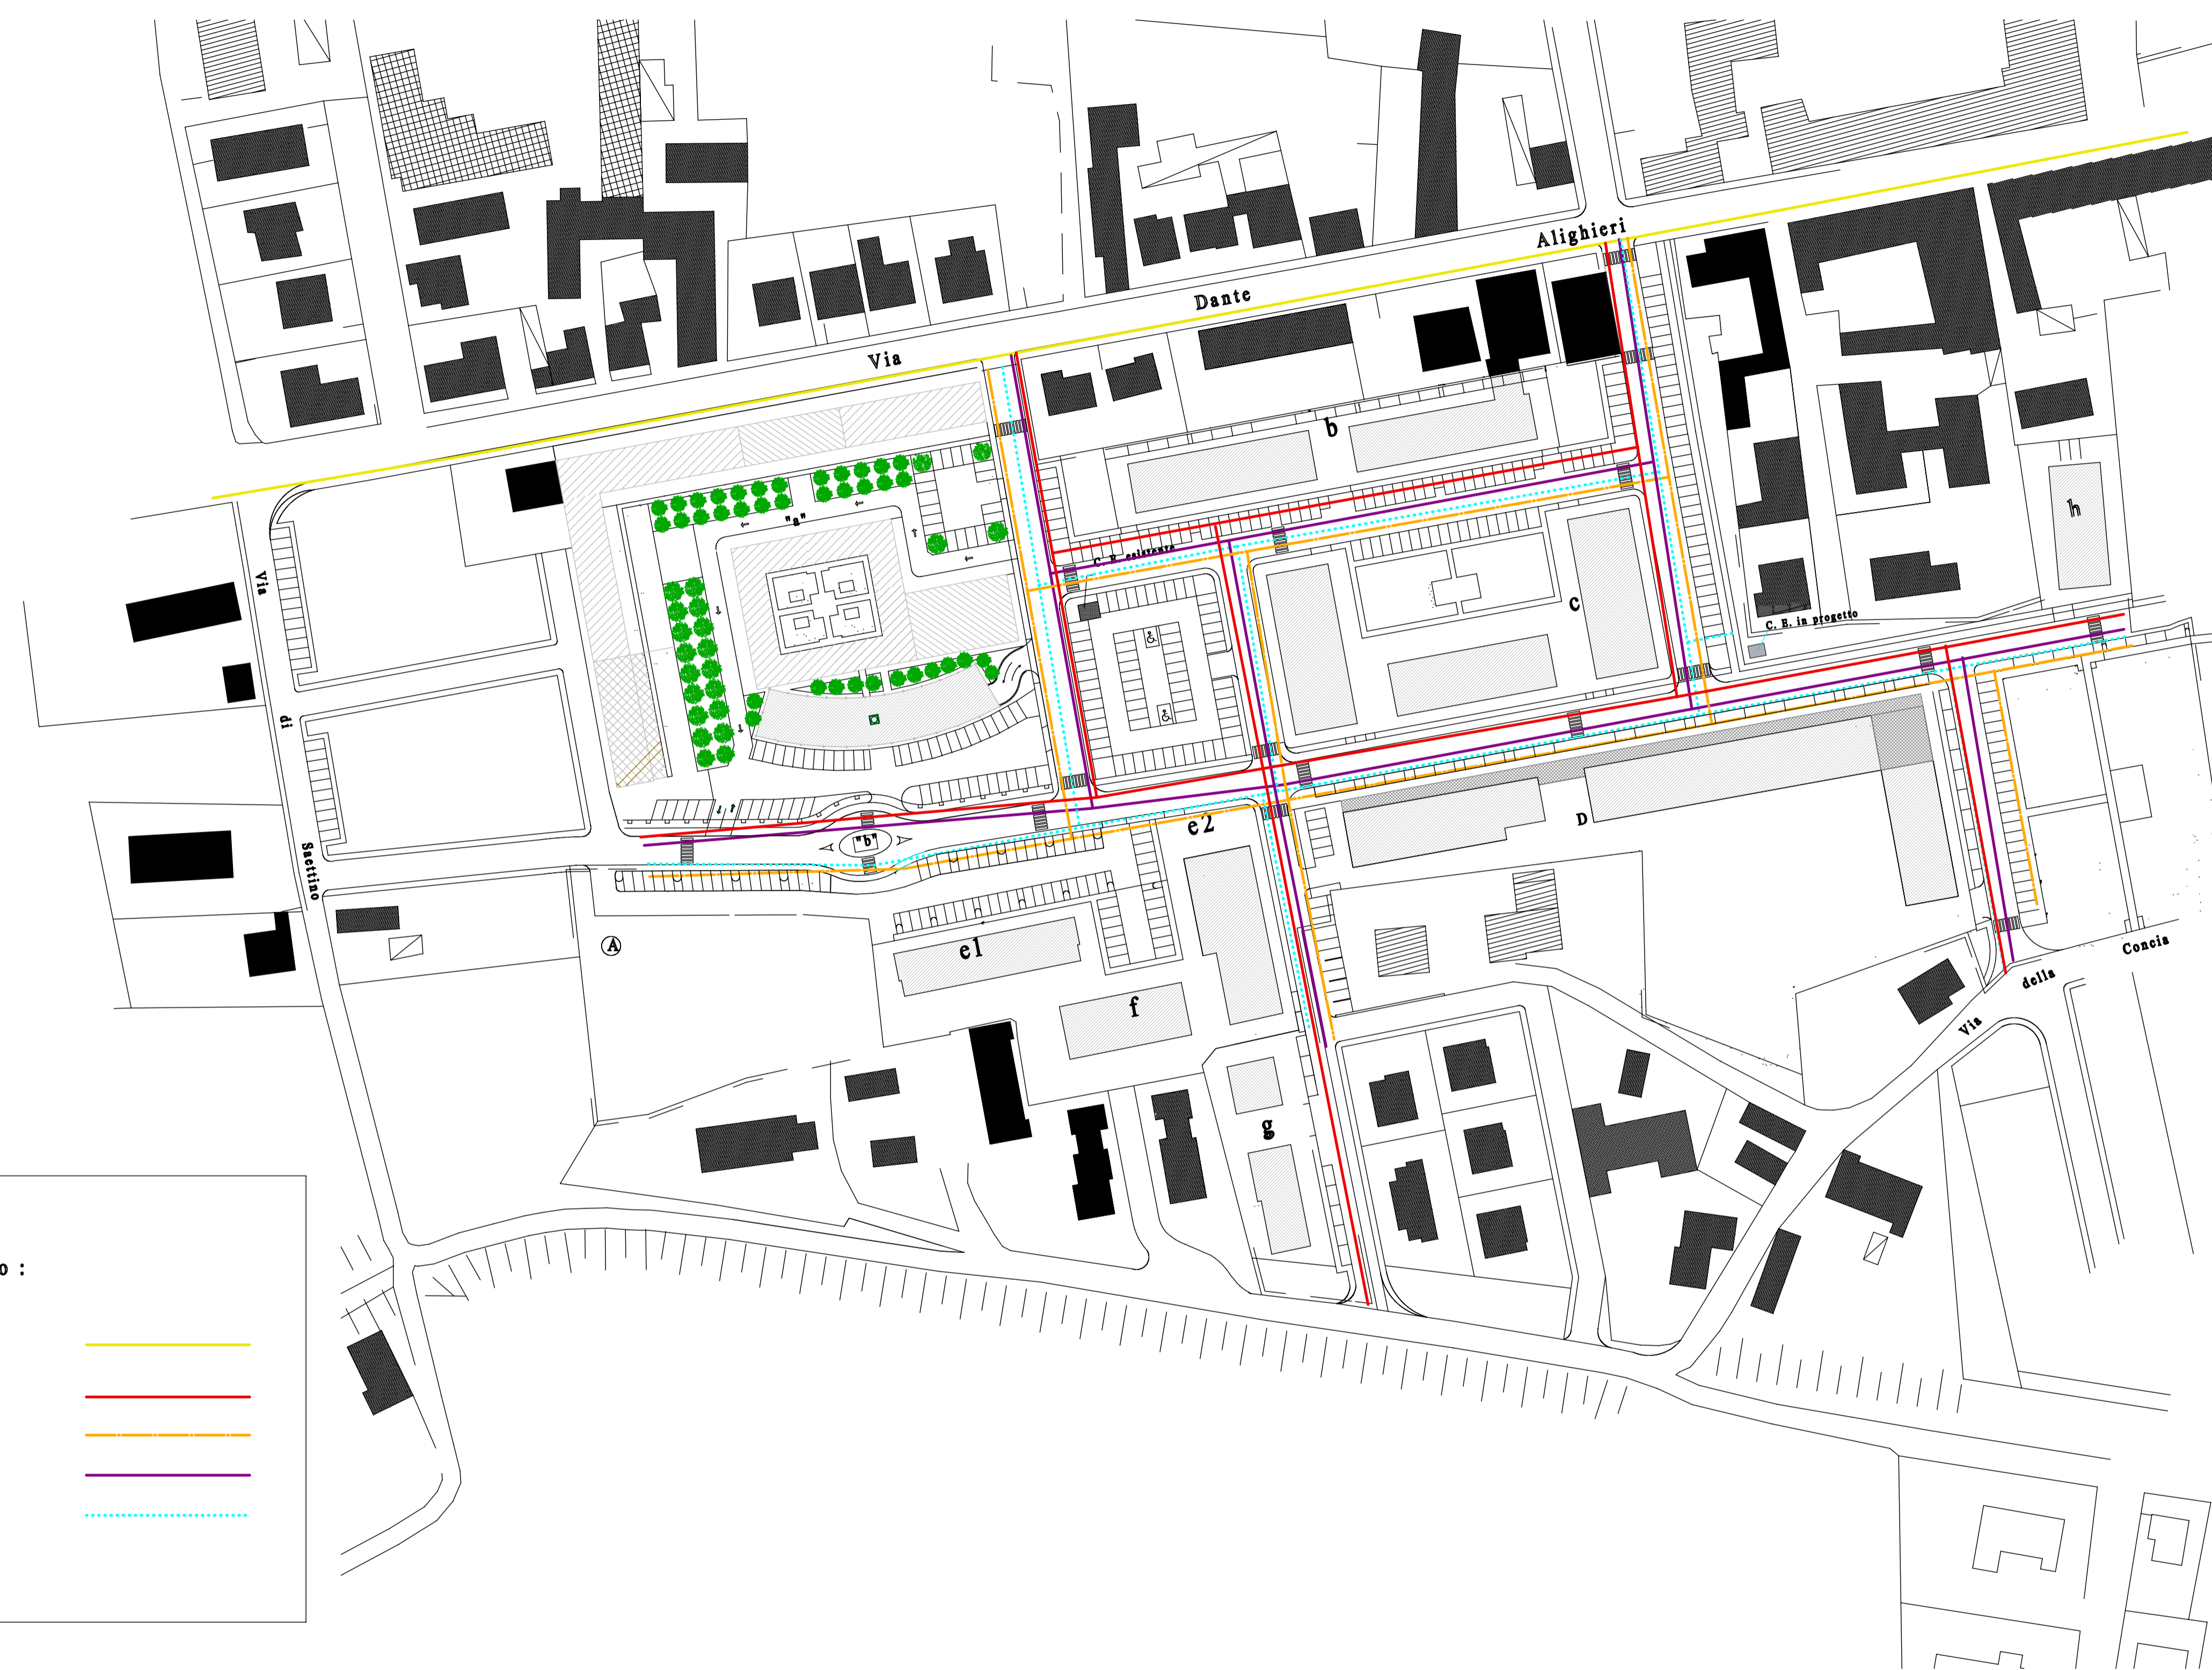 Alighieri
Dante
Via
b
"a"
h
C. E. esistente
c
C. E. in progetto
Via
di
Saettino
"b"
e2
D
A
e1
f
g
Concia
della
Via
o :